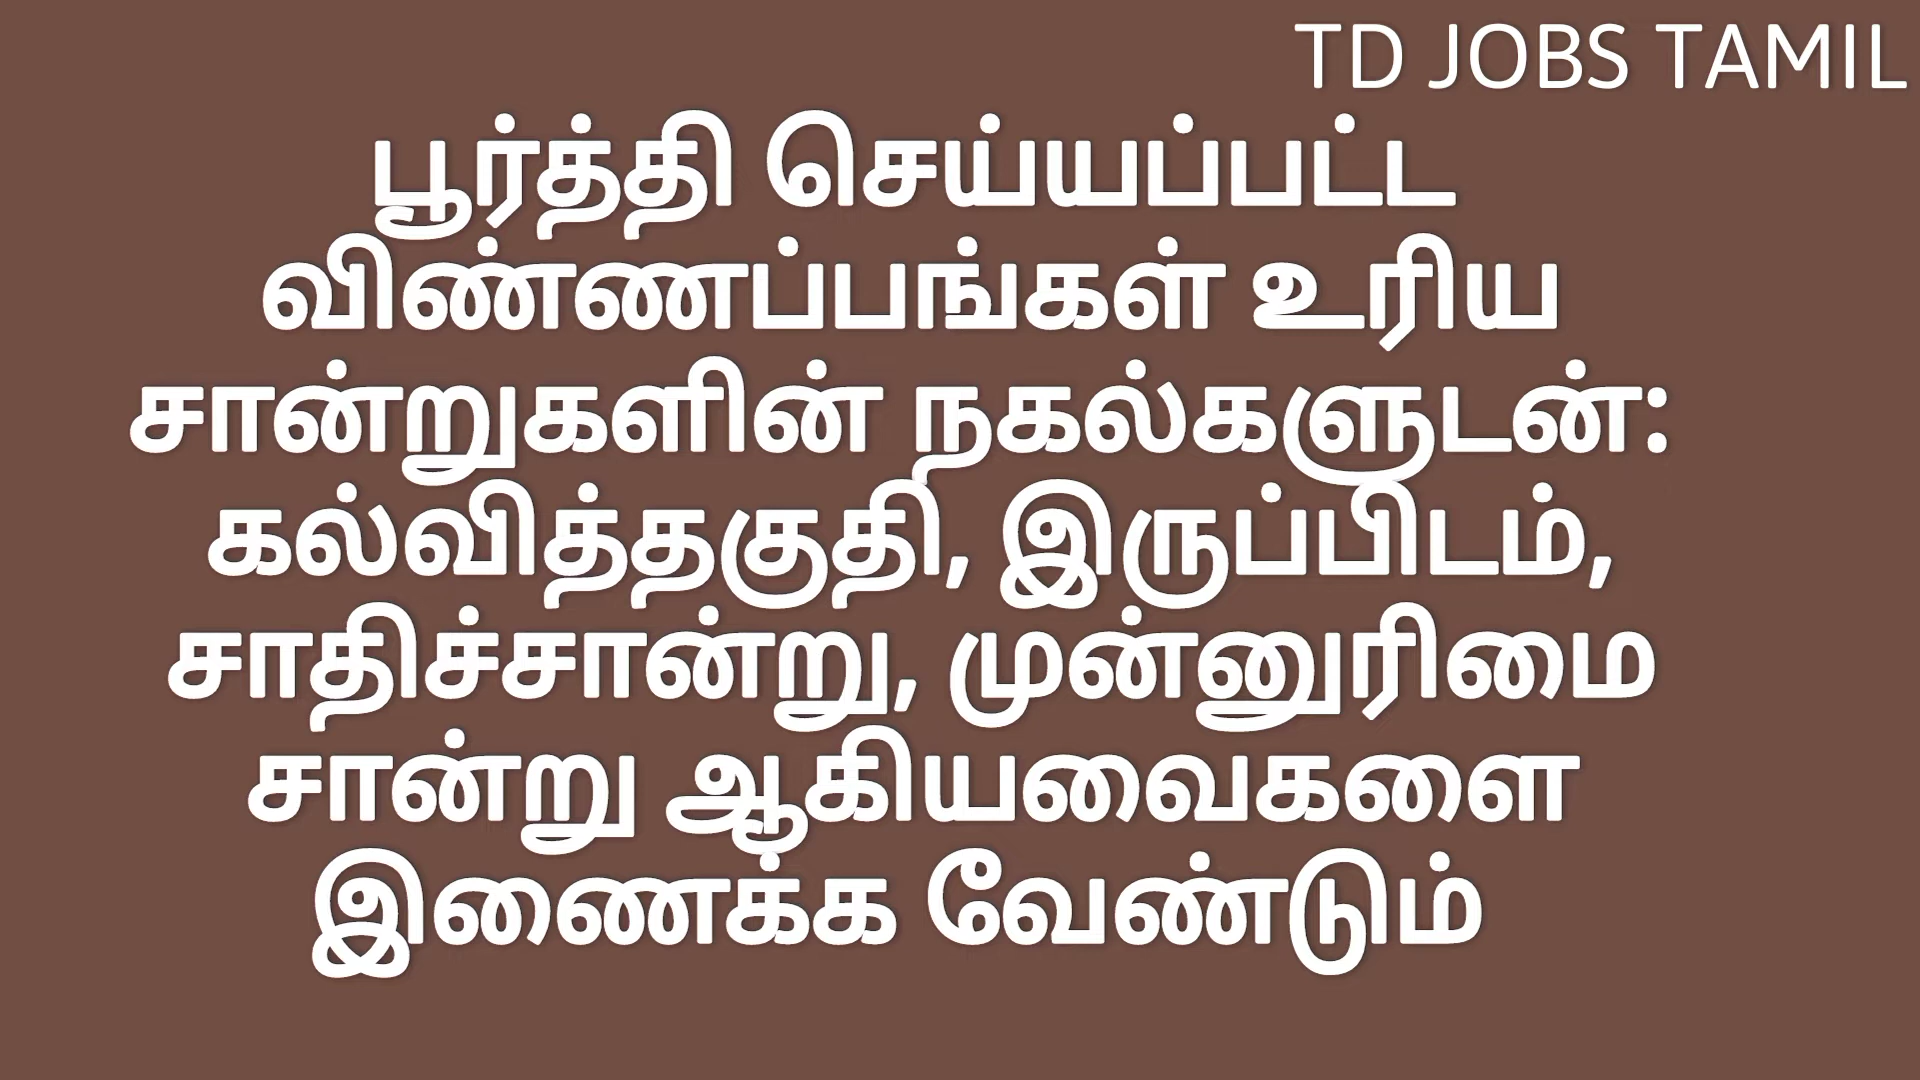 TD JOBS TAMIL
பூர்த்தி செய்யப்பட்ட
விண்ணப்பங்கள் உரிய
சான்றுகளின் நகல்களுடன்:
கல்வித்தகுதி, இருப்பிடம்,
சாதிச்சான்று, முன்னுரிமை
சான்று ஆகியவைகளை
இணைக்க வேண்டும்